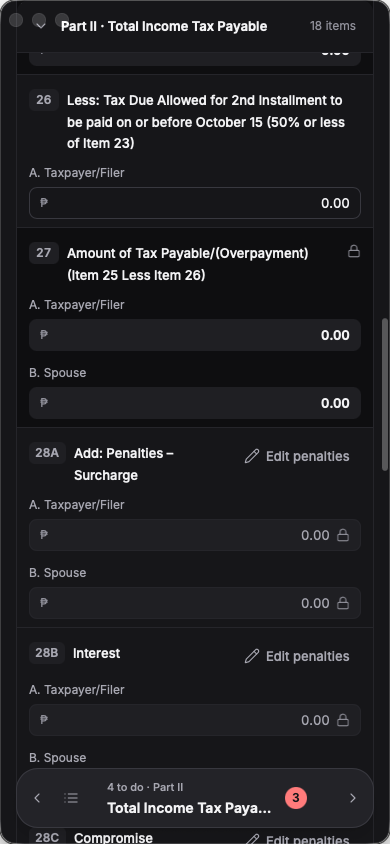 Part II · Total Income Tax Payable
18 items
0.00
26
Less: Tax Due Allowed for 2nd Installment to
be paid on or before October 15 (50% or less
of Item 23)
A. Taxpayer/Filer
₱ 0.00
27
Amount of Tax Payable/(Overpayment)
(Item 25 Less Item 26)
A. Taxpayer/Filer
₱ 0.00
B. Spouse
₱ 0.00
28A
Add: Penalties –
Surcharge
Edit penalties
A. Taxpayer/Filer
₱ 0.00
B. Spouse
₱ 0.00
28B
Interest
Edit penalties
A. Taxpayer/Filer
₱ 0.00
B. Spouse
4 to do · Part II
Total Income Tax Paya...
3
28C
Compromise
Edit penalties